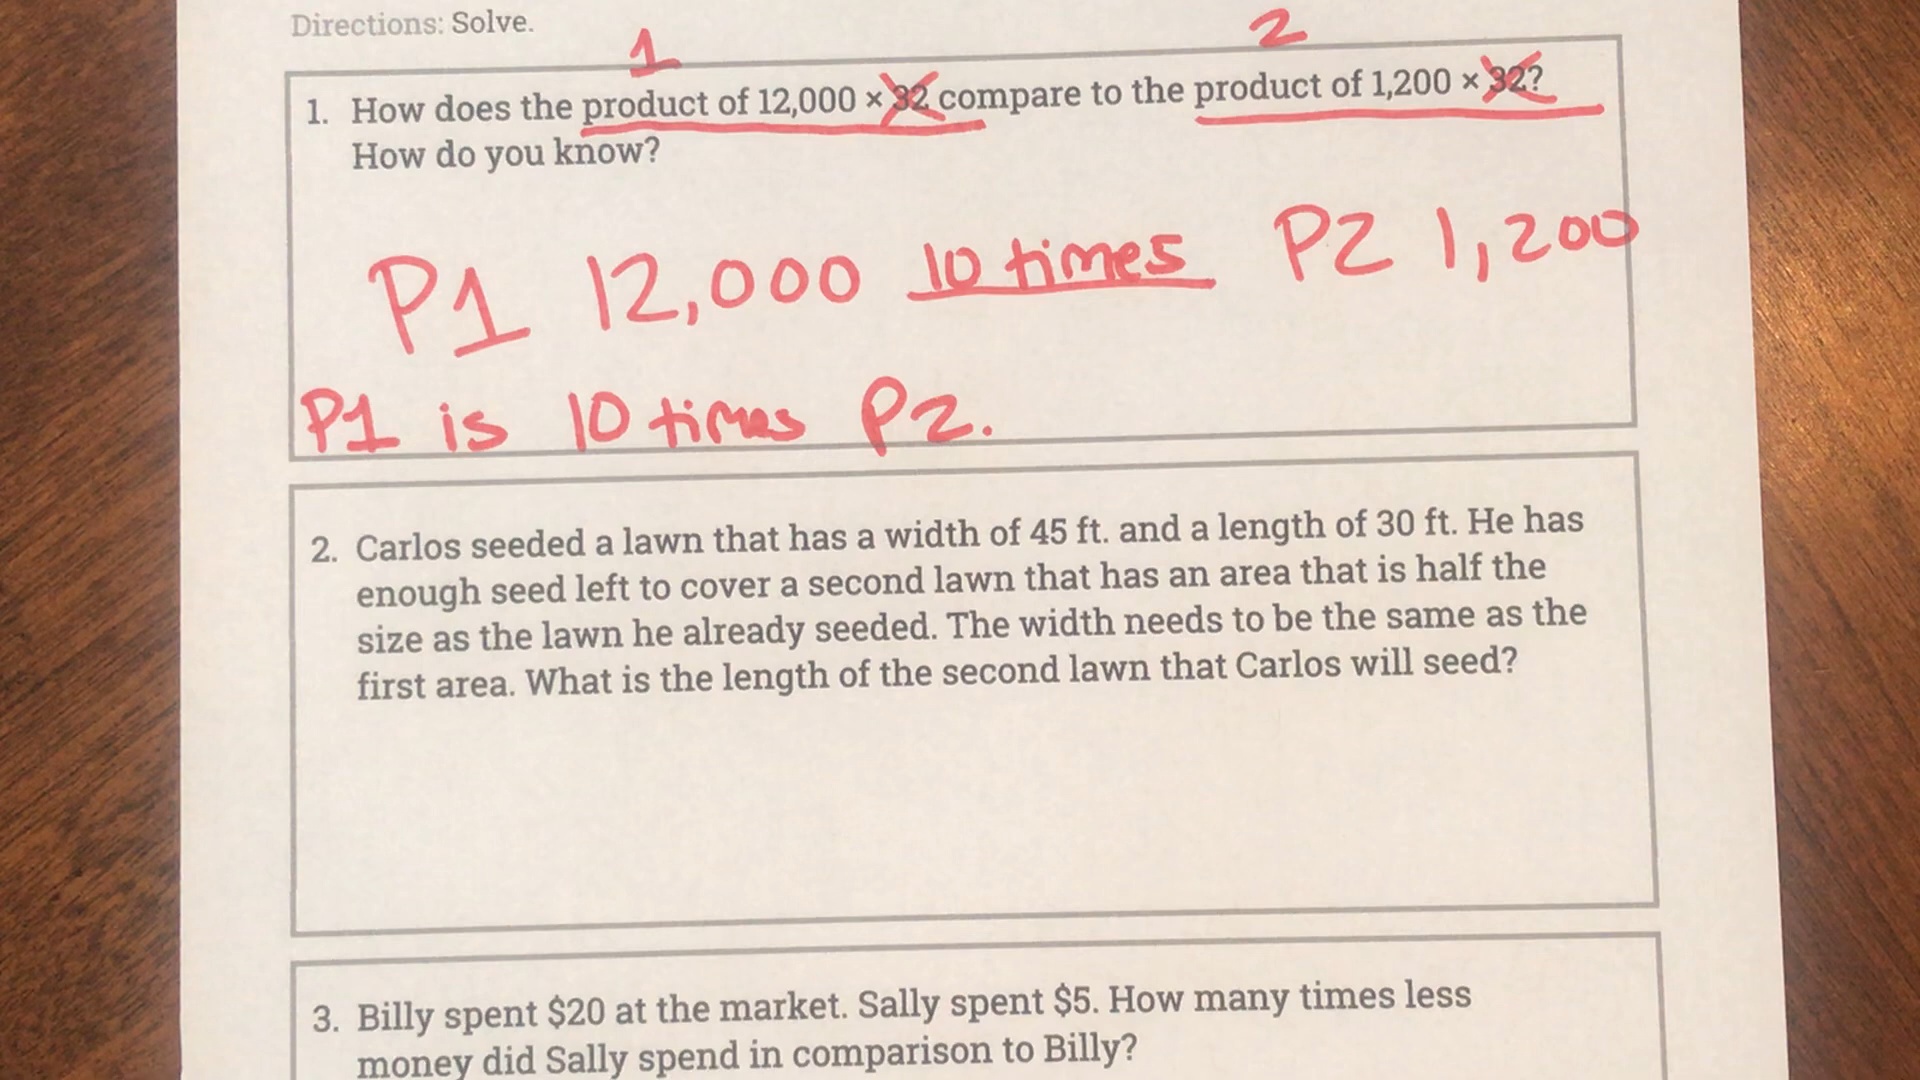 Directions: Solve.
1 2
1. How does the product of 12,000 × 32 compare to the product of 1,200 × 32?
How do you know?
P1 12,000 10 times P2 1,200
P1 is 10 times P2.
2. Carlos seeded a lawn that has a width of 45 ft. and a length of 30 ft. He has
enough seed left to cover a second lawn that has an area that is half the
size as the lawn he already seeded. The width needs to be the same as the
first area. What is the length of the second lawn that Carlos will seed?
3. Billy spent $20 at the market. Sally spent $5. How many times less
money did Sally spend in comparison to Billy?